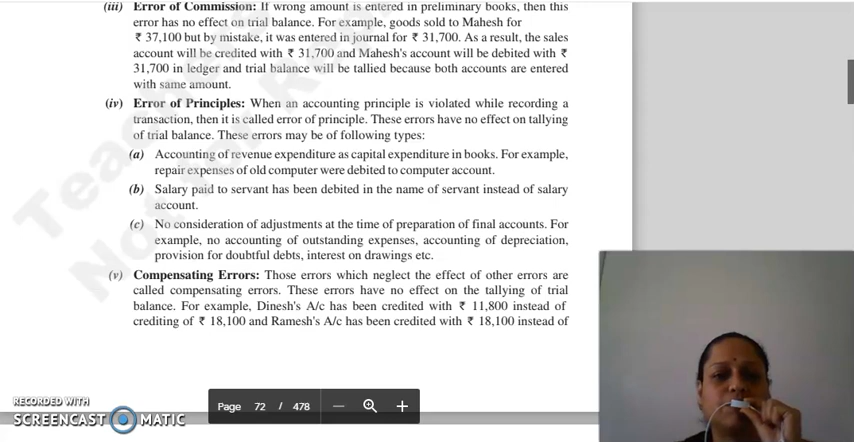 (iii) Error of Commission: If wrong amount is entered in preliminary books, then this
error has no effect on trial balance. For example, goods sold to Mahesh for
₹ 37,100 but by mistake, it was entered in journal for ₹ 31,700. As a result, the sales
account will be credited with ₹ 31,700 and Mahesh's account will be debited with ₹
31,700 in ledger and trial balance will be tallied because both accounts are entered
with same amount.
(iv) Error of Principles: When an accounting principle is violated while recording a
transaction, then it is called error of principle. These errors have no effect on tallying
of trial balance. These errors may be of following types:
(a) Accounting of revenue expenditure as capital expenditure in books. For example,
repair expenses of old computer were debited to computer account.
(b) Salary paid to servant has been debited in the name of servant instead of salary
account.
(c) No consideration of adjustments at the time of preparation of final accounts. For
example, no accounting of outstanding expenses, accounting of depreciation,
provision for doubtful debts, interest on drawings etc.
(v) Compensating Errors: Those errors which neglect the effect of other errors are
called compensating errors. These errors have no effect on the tallying of trial
balance. For example, Dinesh's A/c has been credited with ₹ 11,800 instead of
crediting of ₹ 18,100 and Ramesh's A/c has been credited with ₹ 18,100 instead of
RECORDED WITH
SCREENCAST MATIC
Page 72 / 478 — +